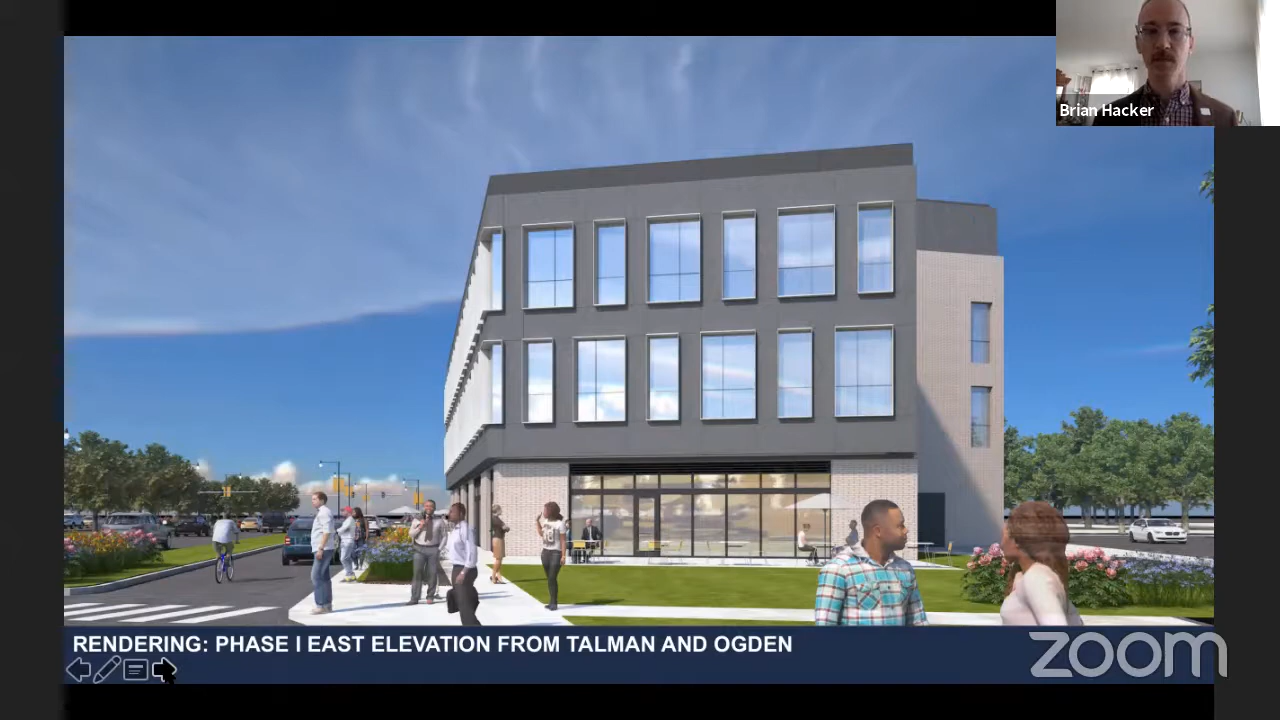 Brian Hacker
RENDERING: PHASE I EAST ELEVATION FROM TALMAN AND OGDEN
zoom